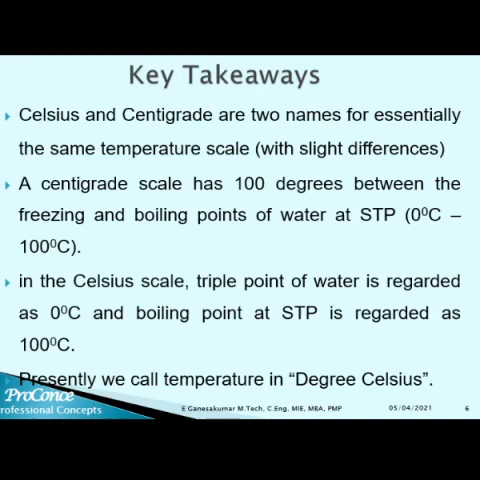 Key Takeaways
Celsius and Centigrade are two names for essentially
the same temperature scale (with slight differences)
A centigrade scale has 100 degrees between the
freezing and boiling points of water at STP (0⁰C –
100⁰C).
in the Celsius scale, triple point of water is regarded
as 0⁰C and boiling point at STP is regarded as
100⁰C.
Presently we call temperature in “Degree Celsius”.
ProConce
rofessional Concepts
E Ganesakumar M.Tech, C.Eng, MIE, MBA, PMP
05/04/2021
6